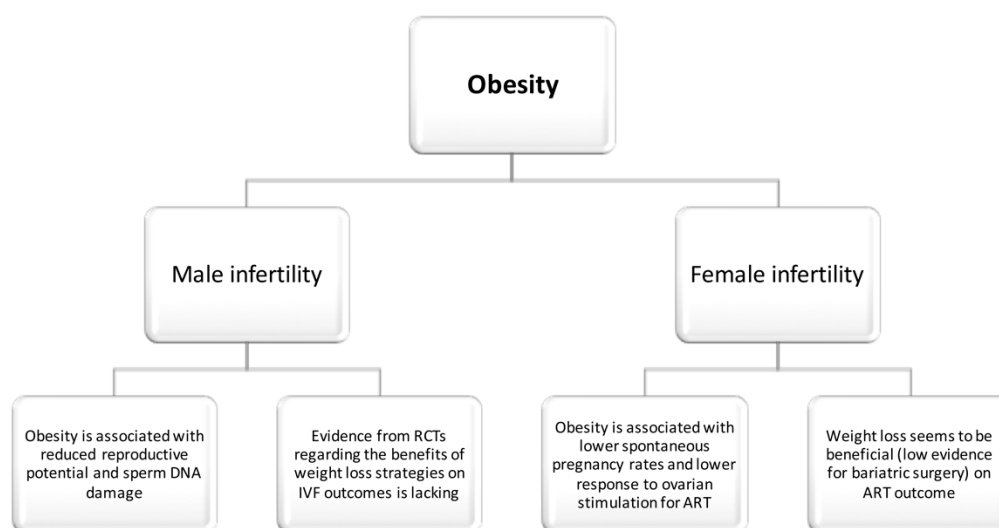 Obesity
Male infertility
Female infertility
Obesity is associated with
reduced reproductive
potential and sperm DNA
damage
Evidence from RCTs
regarding the benefits of
weight loss strategies on
IVF outcomes is lacking
Obesity is associated with
lower spontaneous
pregnancy rates and lower
response to ovarian
stimulation for ART
Weight loss seems to be
beneficial (low evidence
for bariatric surgery) on
ART outcome